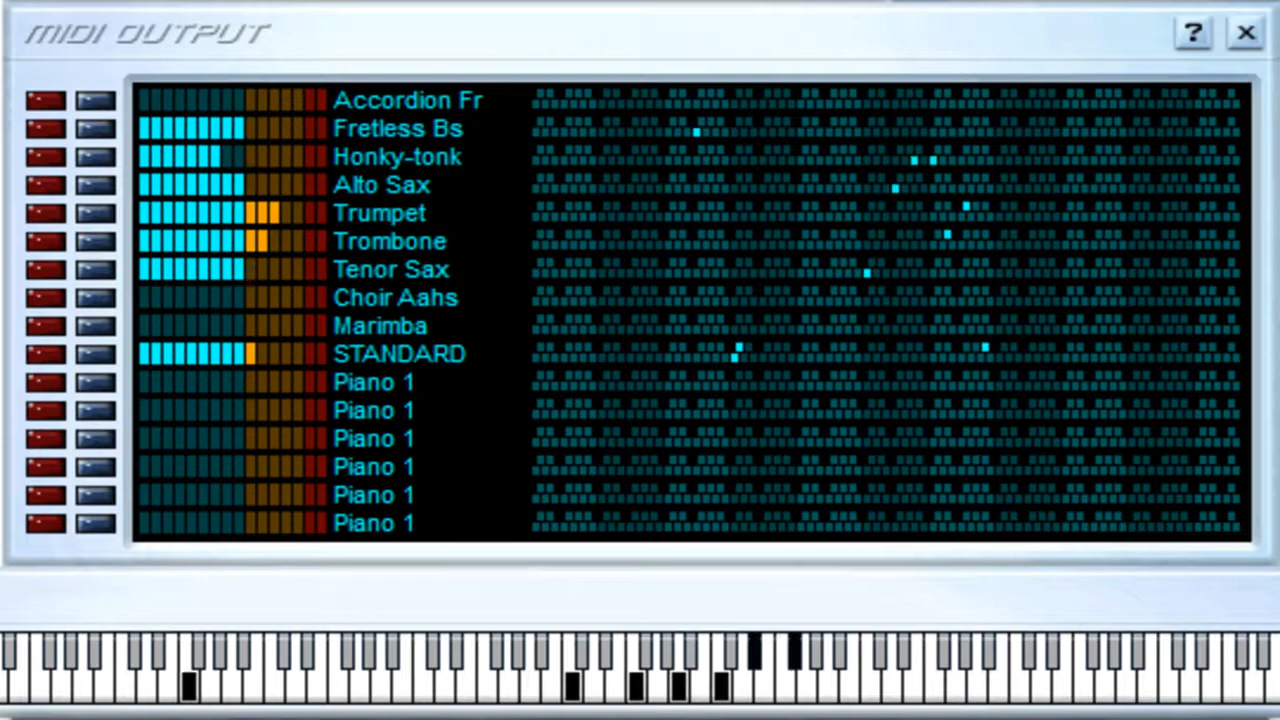 MIDI OUTPUT
? ×
Accordion Fr
Fretless Bs
Honky-tonk
Alto Sax
Trumpet
Trombone
Tenor Sax
Choir Aahs
Marimba
STANDARD
Piano 1
Piano 1
Piano 1
Piano 1
Piano 1
Piano 1